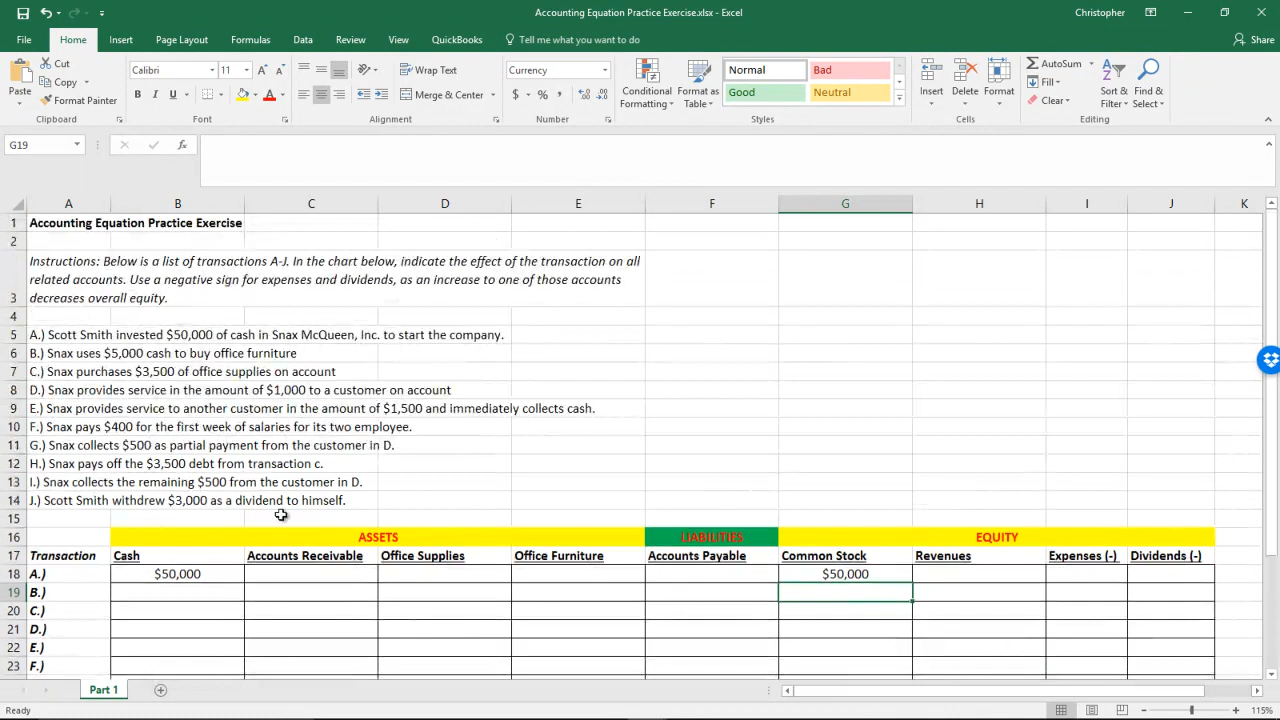 Accounting Equation Practice Exercise.xlsx - Excel
Christopher
File Home Insert Page Layout Formulas Data Review View QuickBooks Tell me what you want to do Share
Paste
Cut
Copy
Format Painter
Clipboard
Calibri 11
B I U A
Font
Wrap Text
Merge & Center
Alignment
Currency
$ % ,
Number
Conditional Formatting
Format as Table
Normal Bad
Good Neutral
Styles
Insert Delete Format
Cells
AutoSum
Fill
Clear
Sort & Filter
Find & Select
Editing
G19
fx
A B C D E F G H I J K
1 Accounting Equation Practice Exercise
2
Instructions: Below is a list of transactions A-J. In the chart below, indicate the effect of the transaction on all
related accounts. Use a negative sign for expenses and dividends, as an increase to one of those accounts
3 decreases overall equity.
4
5 A.) Scott Smith invested $50,000 of cash in Snax McQueen, Inc. to start the company.
6 B.) Snax uses $5,000 cash to buy office furniture
7 C.) Snax purchases $3,500 of office supplies on account
8 D.) Snax provides service in the amount of $1,000 to a customer on account
9 E.) Snax provides service to another customer in the amount of $1,500 and immediately collects cash.
10 F.) Snax pays $400 for the first week of salaries for its two employee.
11 G.) Snax collects $500 as partial payment from the customer in D.
12 H.) Snax pays off the $3,500 debt from transaction c.
13 I.) Snax collects the remaining $500 from the customer in D.
14 J.) Scott Smith withdrew $3,000 as a dividend to himself.
15
16 ASSETS LIABILITIES EQUITY
17 Transaction Cash Accounts Receivable Office Supplies Office Furniture Accounts Payable Common Stock Revenues Expenses (-) Dividends (-)
18 A.) $50,000 $50,000
19 B.)
20 C.)
21 D.)
22 E.)
23 F.)
Part 1
Ready
115%